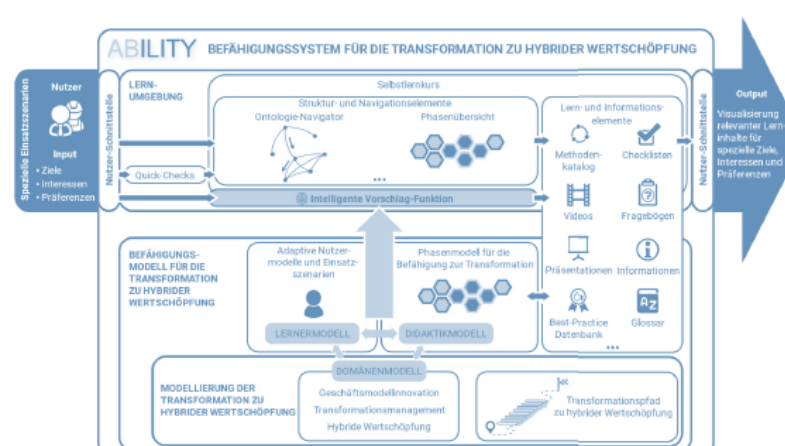 ABILITY BEFÄHIGUNGSSYSTEM FÜR DIE TRANSFORMATION ZU HYBRIDER WERTSCHÖPFUNG
Spezielle Einsatzszenarien
Nutzer
Input
• Ziele
• Interessen
• Präferenzen
Nutzer-Schnittstelle
LERN-
UMGEBUNG
Selbstlernkurs
Struktur- und Navigationselemente
Ontologie-Navigator
Phasenübersicht
•••
Quick-Checks
Intelligente Vorschlag-Funktion
Lern- und Informations-
elemente
Methoden-
katalog
Checklisten
Videos
Fragebögen
Präsentationen
Informationen
Best-Practice
Datenbank
AZ
Glossar
•••
Nutzer-Schnittstelle
Output
Visualisierung
relevanter Lern-
inhalte für
spezielle Ziele,
Interessen und
Präferenzen
BEFÄHIGUNGS-
MODELL FÜR DIE
TRANSFORMATION
ZU HYBRIDER
WERTSCHÖPFUNG
Adaptive Nutzer-
modelle und Einsatz-
szenarien
LERNERMODELL
Phasenmodell für die
Befähigung zur Transformation
DIDAKTIKMODELL
DOMÄNENMODELL
MODELLIERUNG DER
TRANSFORMATION ZU
HYBRIDER WERTSCHÖPFUNG
Geschäftsmodellinnovation
Transformationsmanagement
Hybride Wertschöpfung
Transformationspfad
zu hybrider Wertschöpfung